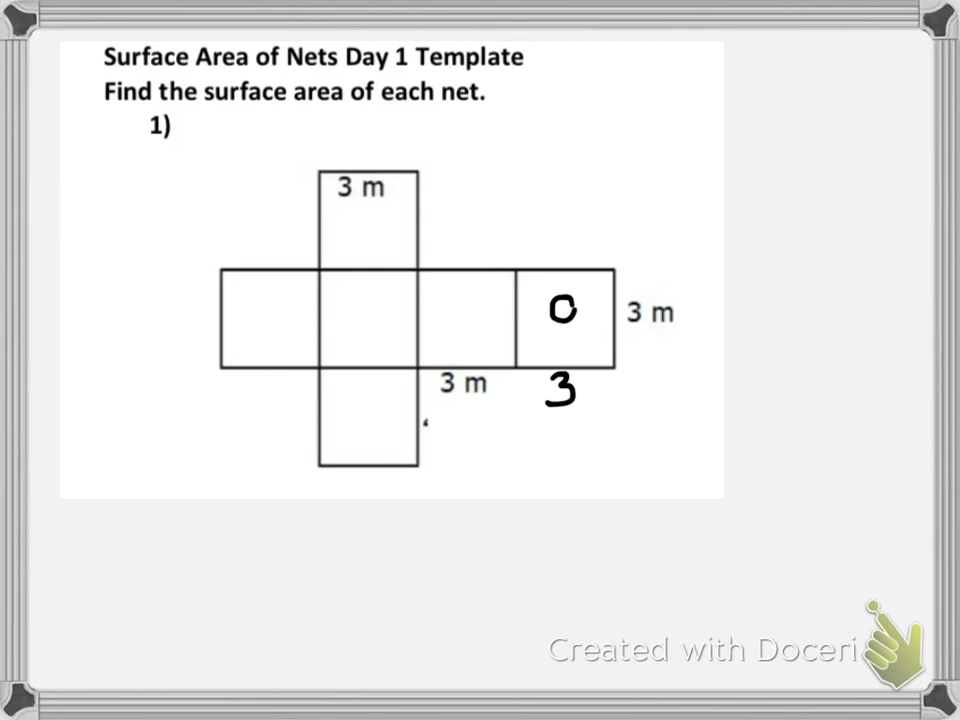 Surface Area of Nets Day 1 Template
Find the surface area of each net.
1)
3 m
0
3 m
3 m
3
Created with Doceri